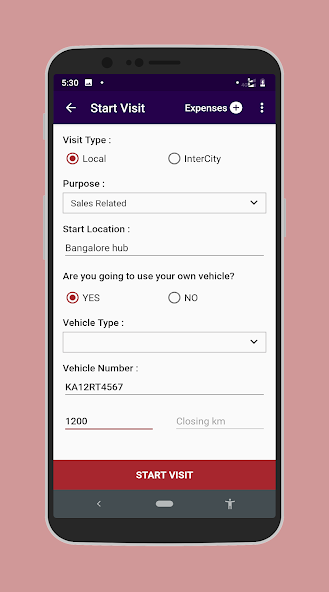 5:30
Start Visit
Expenses
Visit Type :
Local
InterCity
Purpose :
Sales Related
Start Location :
Bangalore hub
Are you going to use your own vehicle?
YES
NO
Vehicle Type :
Vehicle Number :
KA12RT4567
1200
Closing km
START VISIT